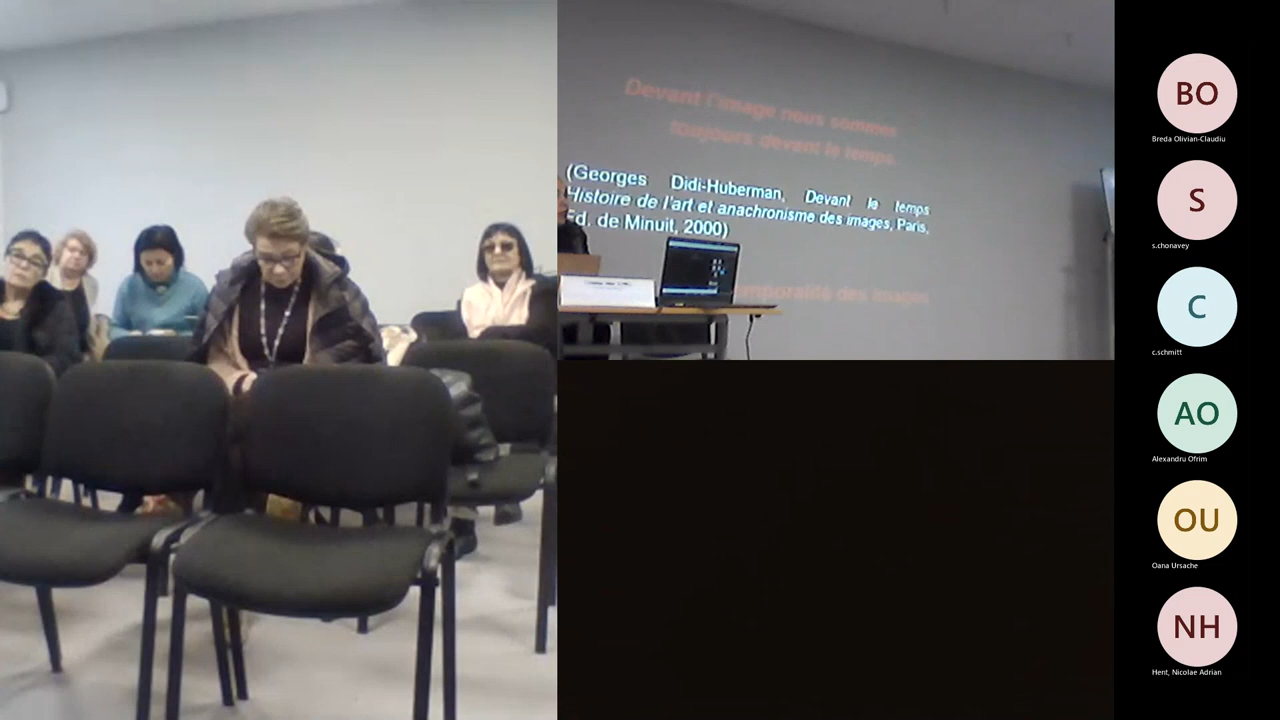 Devant l'image nous sommes
toujours devant le temps.
(Georges Didi-Huberman, Devant le temps
Histoire de l'art et anachronisme des images, Paris,
Éd. de Minuit, 2000)
temporalité des images
BO
Breda Olivian-Claudiu
S
s.chonavey
C
c.schmitt
AO
Alexandru Ofrim
OU
Oana Ursache
NH
Hent, Nicolae Adrian